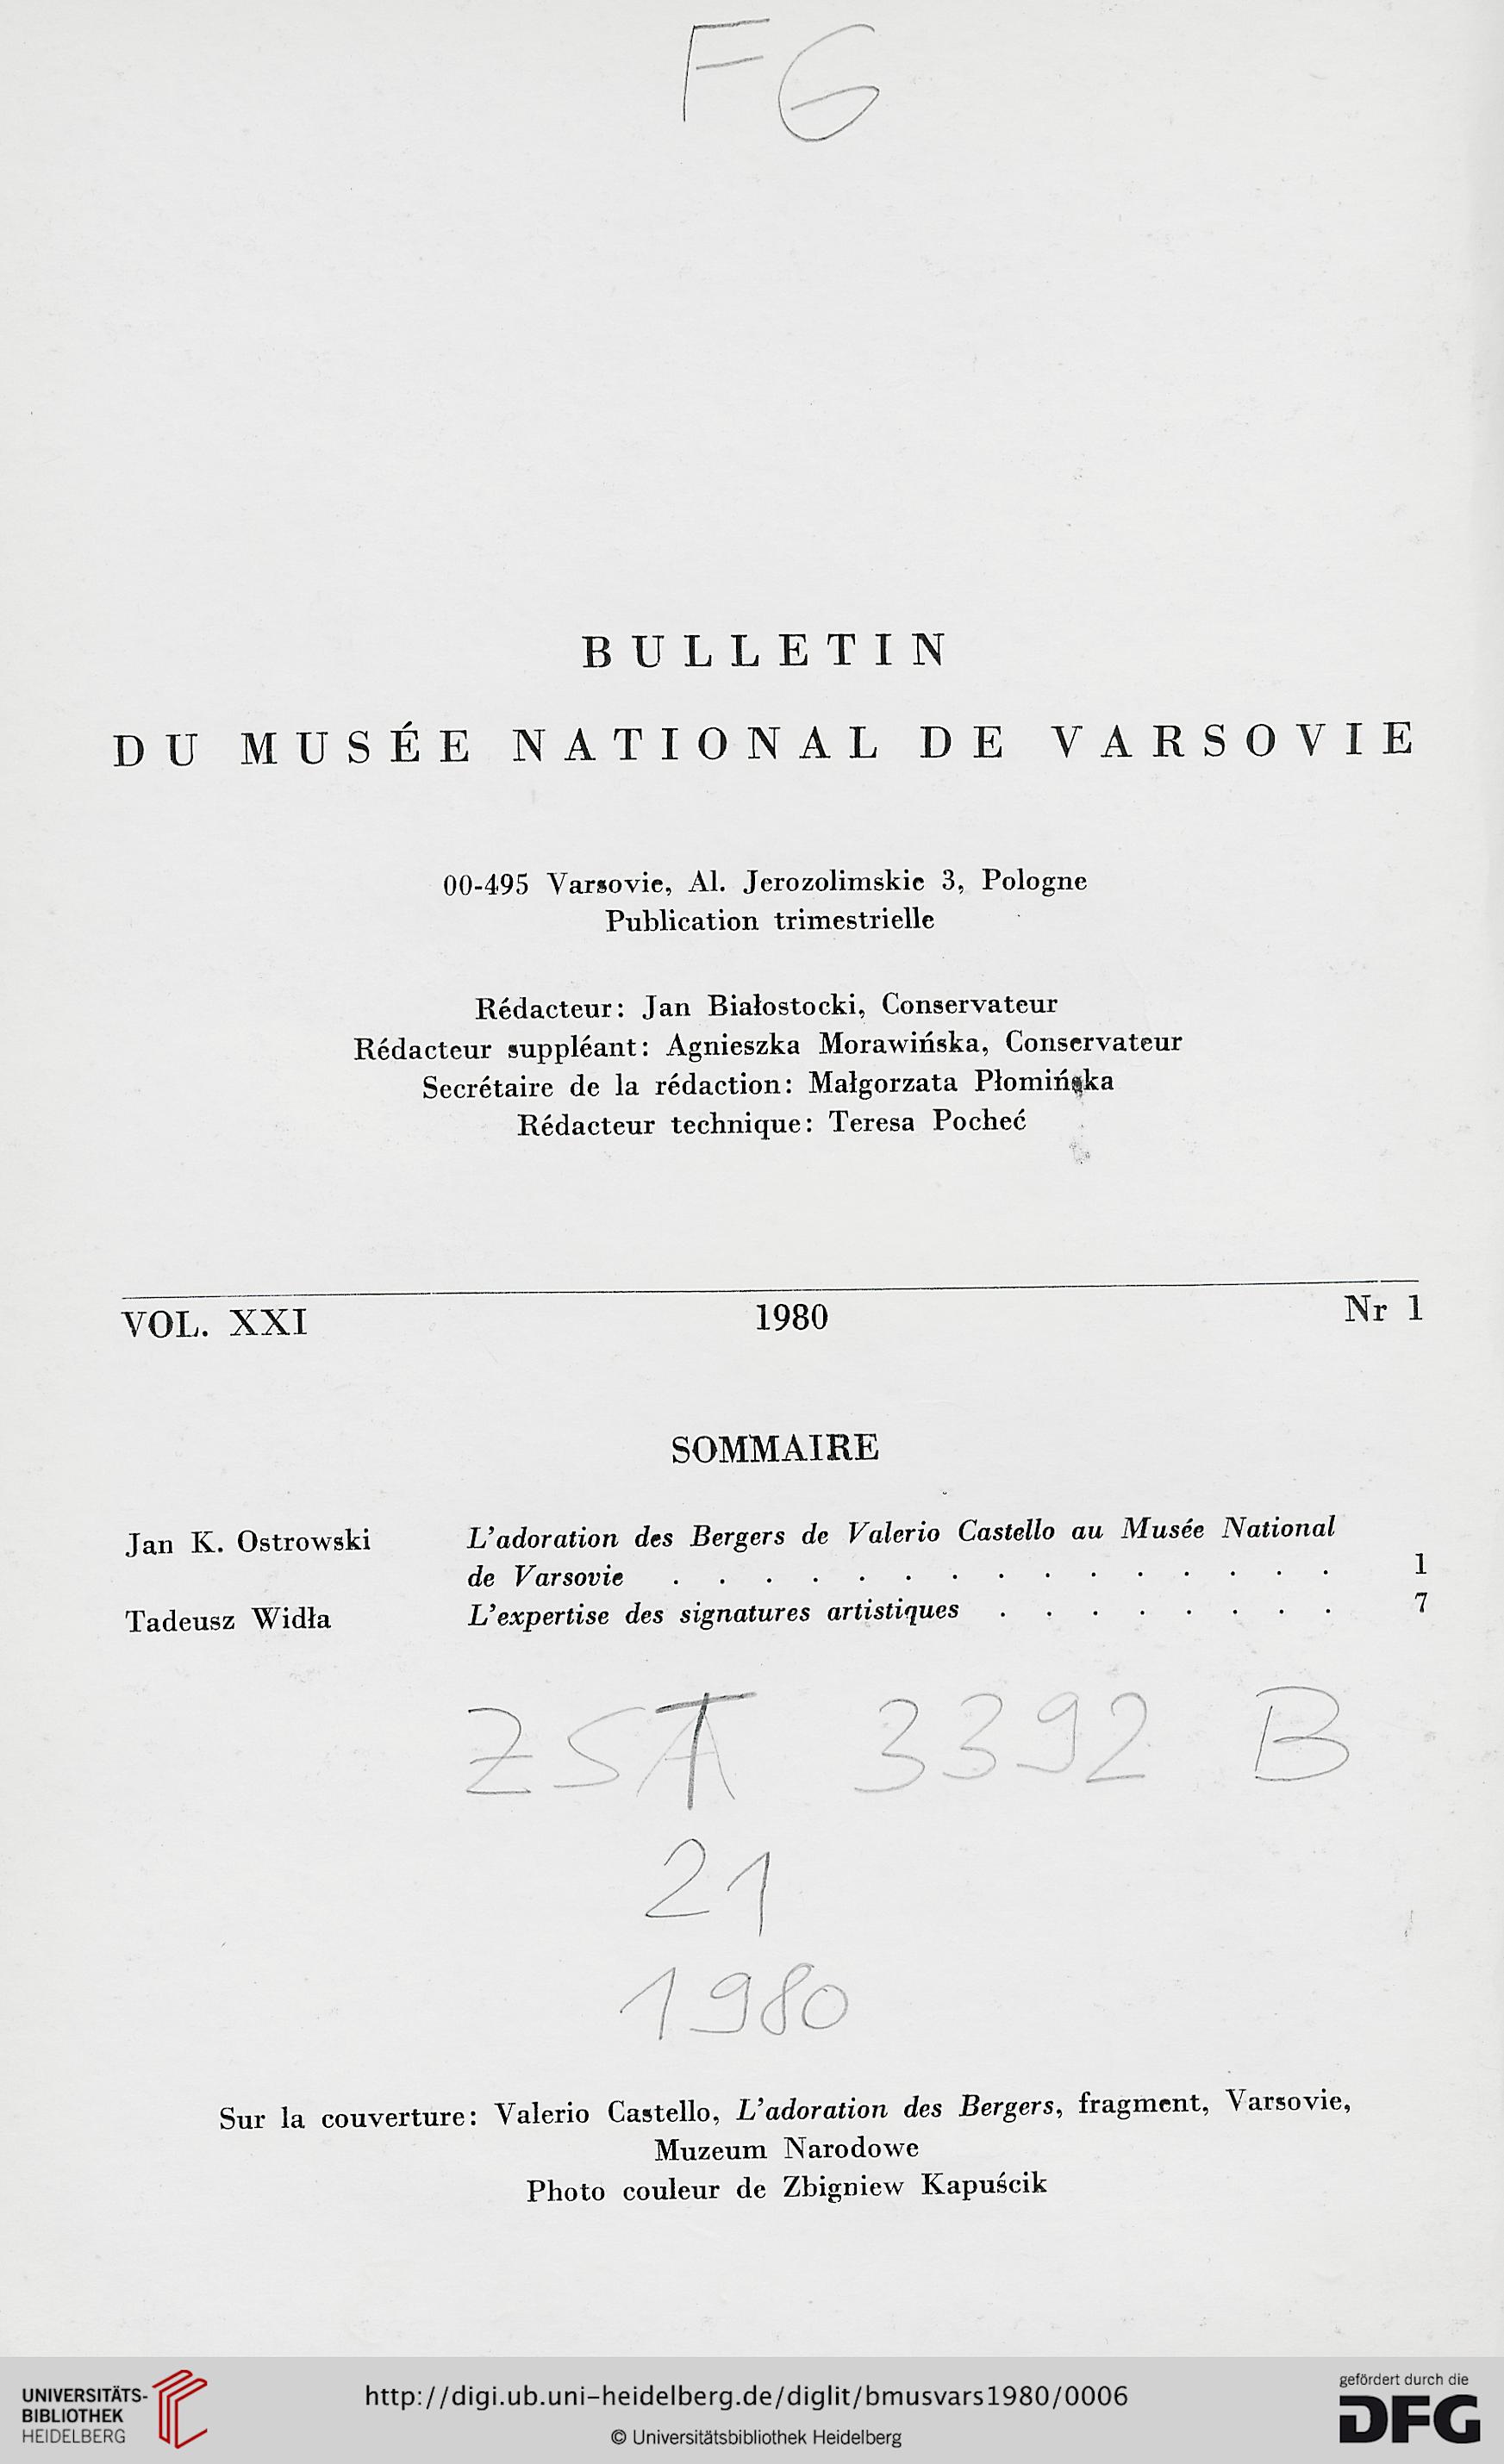 FG
BULLETIN
DU MUSÉE NATIONAL DE VARSOVIE
00-495 Varsovie, Al. Jerozolimskie 3, Pologne
Publication trimestrielle
Rédacteur: Jan Białostocki, Conservateur
Rédacteur suppléant: Agnieszka Morawińska, Conservateur
Secrétaire de la rédaction: Małgorzata Płomińska
Rédacteur technique: Teresa Pocheć
VOL. XXI 1980 Nr 1
SOMMAIRE
Jan K. Ostrowski L'adoration des Bergers de Valerio Castello au Musée National
de Varsovie . . . . . . . . . . . . . . . 1
Tadeusz Widła L'expertise des signatures artistiques . . . . . . . . 7
ZST 3392 B
21
1980
Sur la couverture: Valerio Castello, L'adoration des Bergers, fragment, Varsovie,
Muzeum Narodowe
Photo couleur de Zbigniew Kapuścik
UNIVERSITÄTS-
BIBLIOTHEK
HEIDELBERG
http://digi.ub.uni-heidelberg.de/diglit/bmusvars1980/0006
© Universitätsbibliothek Heidelberg
gefördert durch die
DFG